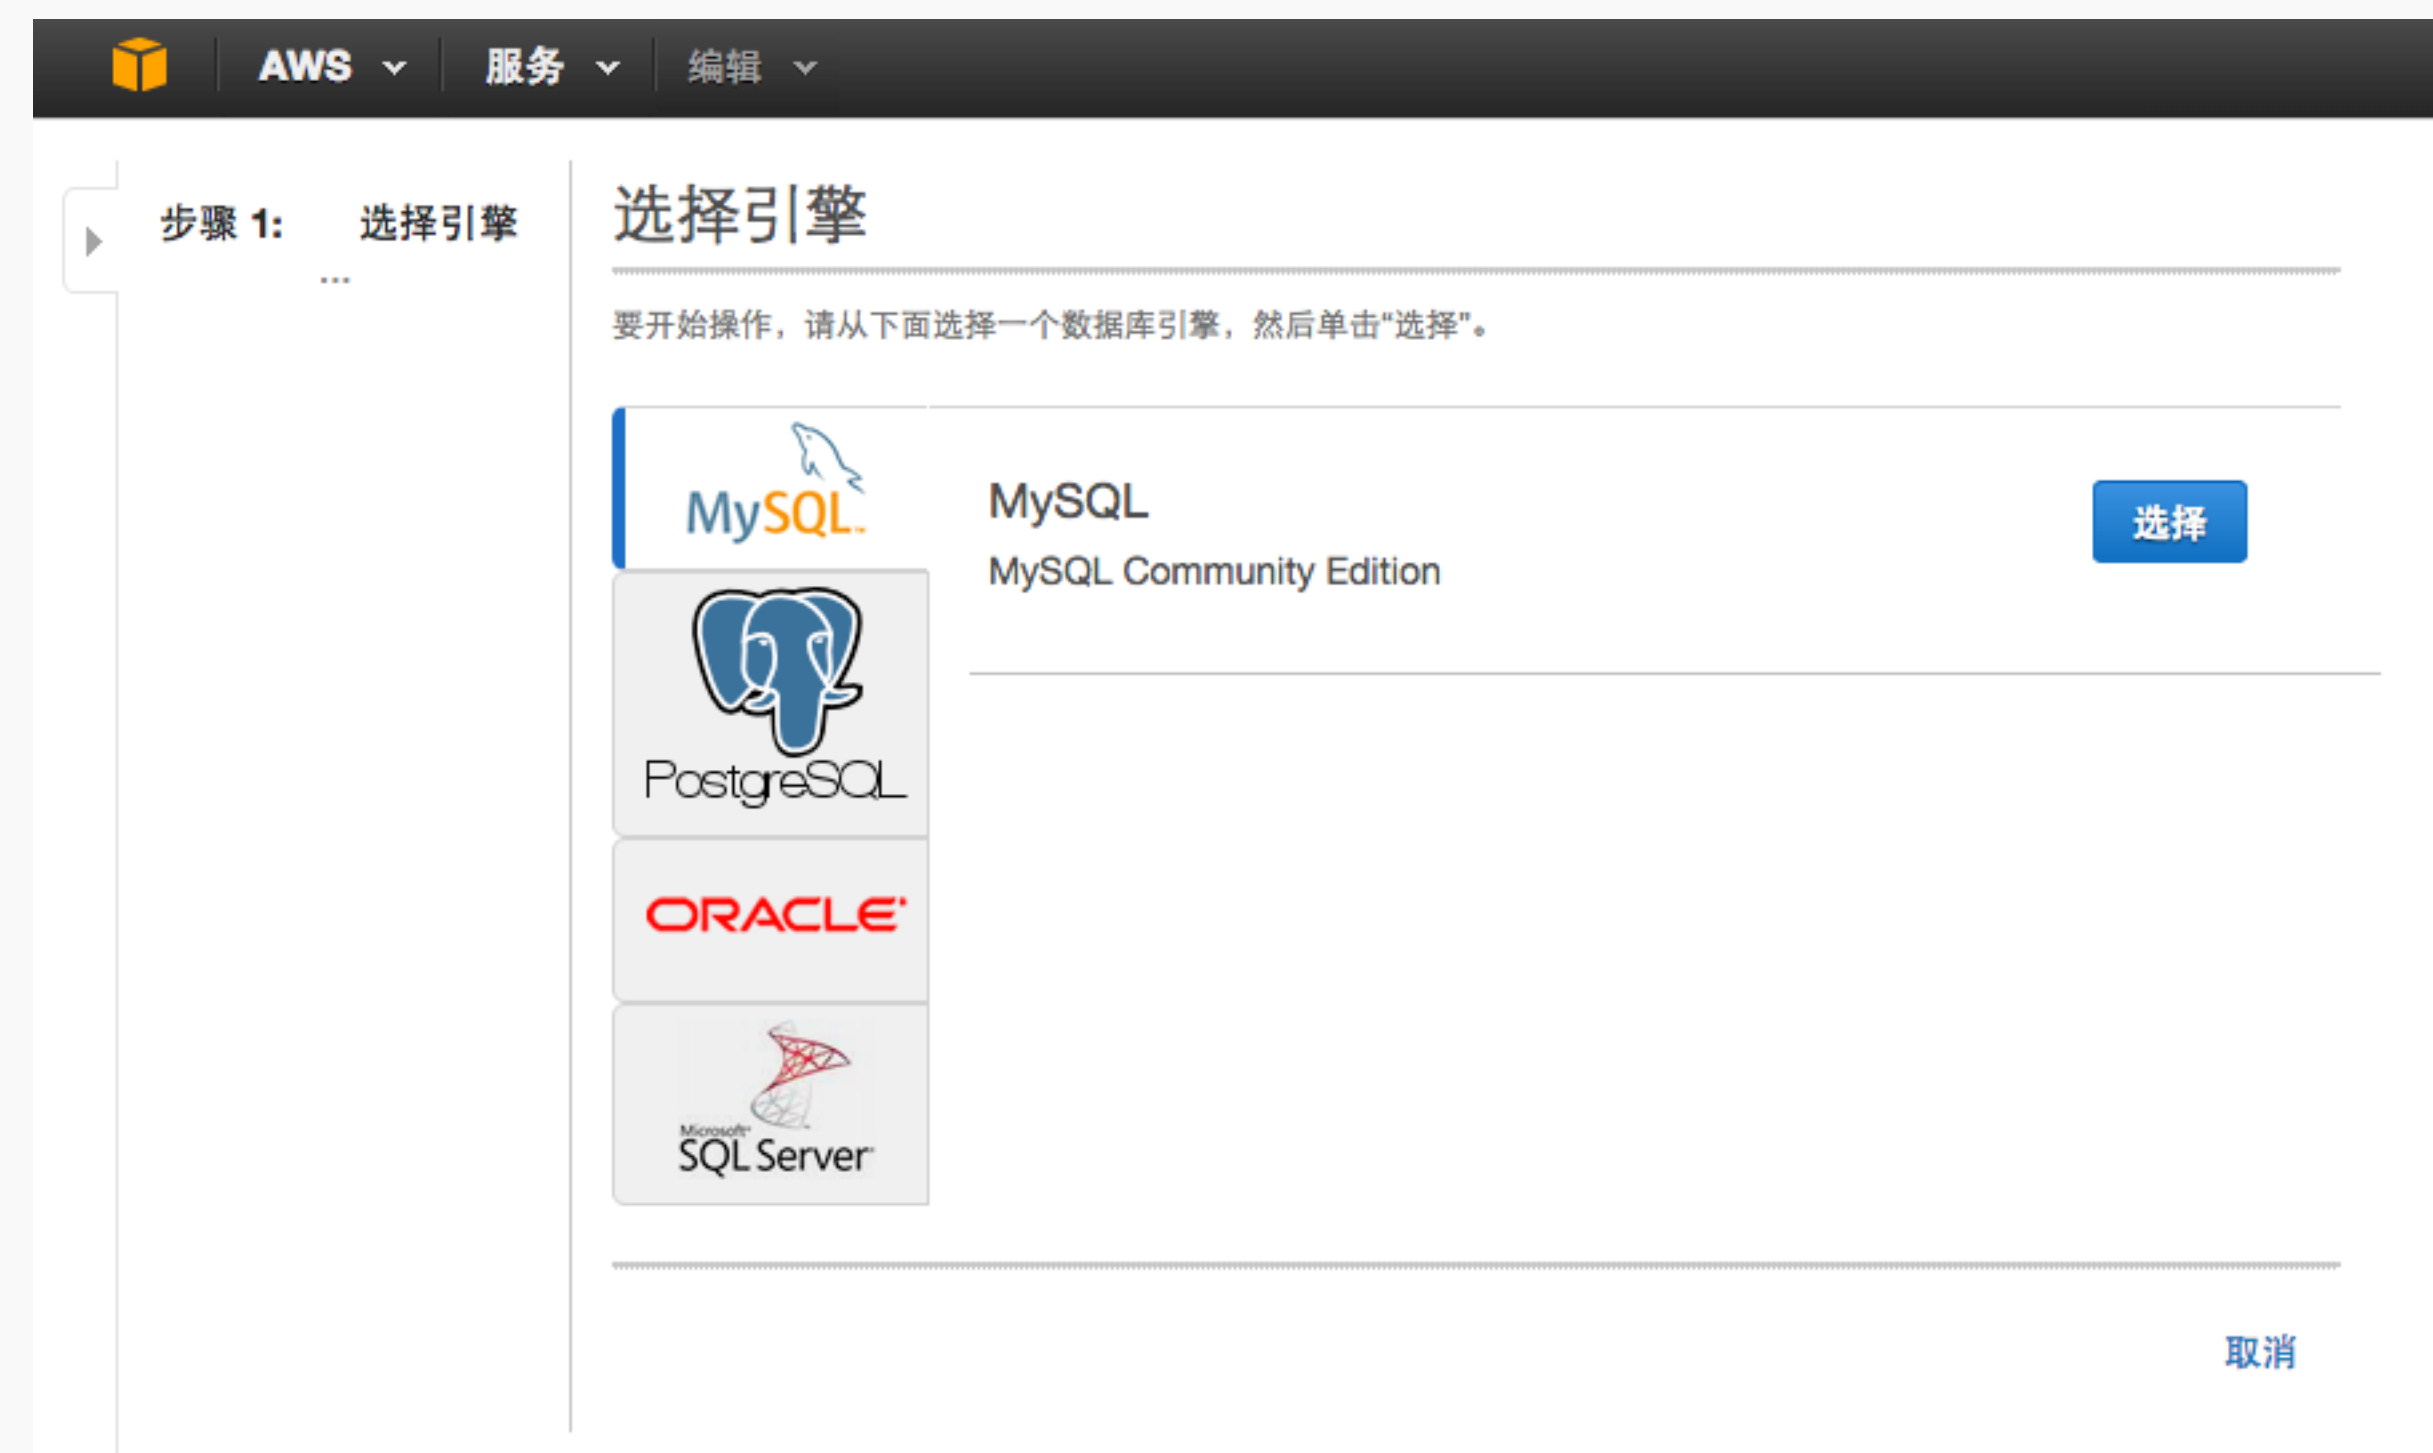 AWS 服务 编辑
步骤 1: 选择引擎
...
选择引擎
要开始操作，请从下面选择一个数据库引擎，然后单击“选择”。
MySQL™
MySQL
选择
MySQL Community Edition
PostgreSQL
ORACLE
Microsoft
SQL Server
取消